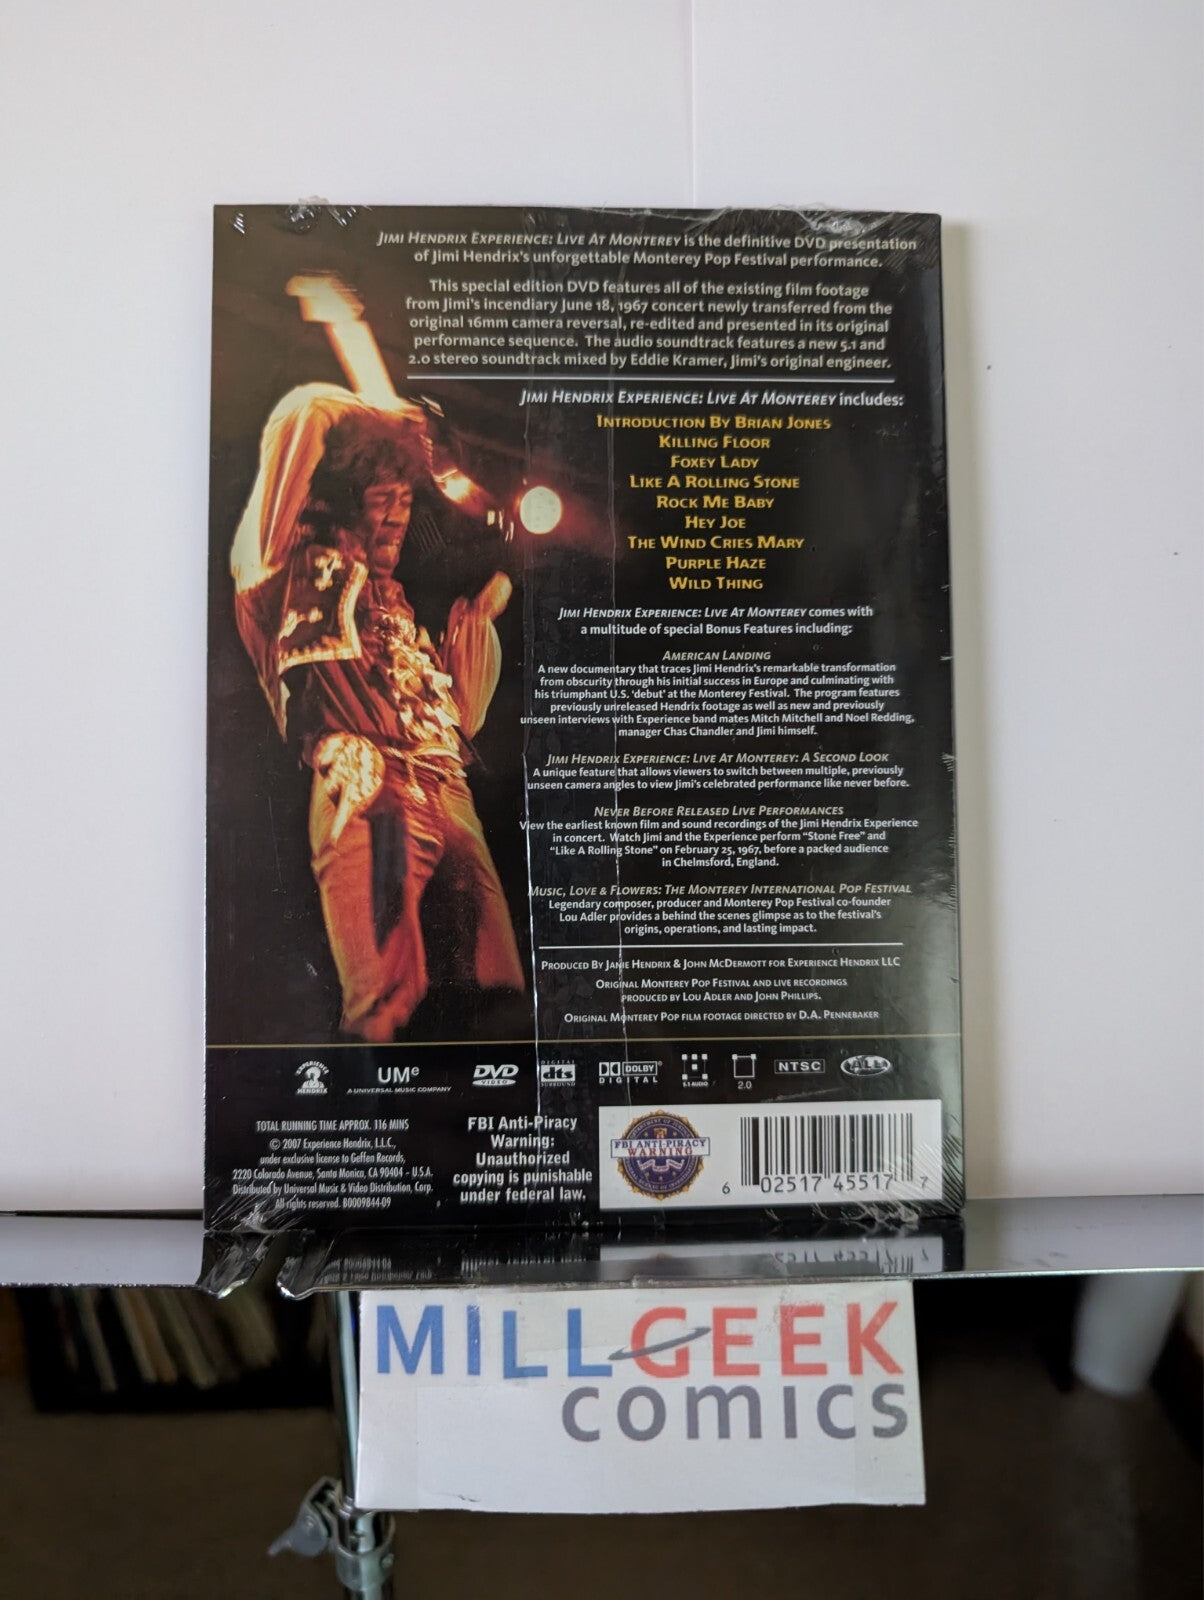 JIMI HENDRIX EXPERIENCE: LIVE AT MONTEREY is the definitive DVD presentation
of Jimi Hendrix's unforgettable Monterey Pop Festival performance.
This special edition DVD features all of the existing film footage
from Jimi's incendiary June 18, 1967 concert newly transferred from the
original 16mm camera reversal, re-edited and presented in its original
performance sequence. The audio soundtrack features a new 5.1 and
2.0 stereo soundtrack mixed by Eddie Kramer, Jimi's original engineer.
JIMI HENDRIX EXPERIENCE: LIVE AT MONTEREY includes:
INTRODUCTION BY BRIAN JONES
KILLING FLOOR
FOXEY LADY
LIKE A ROLLING STONE
ROCK ME BABY
HEY JOE
THE WIND CRIES MARY
PURPLE HAZE
WILD THING
JIMI HENDRIX EXPERIENCE: LIVE AT MONTEREY comes with
a multitude of special Bonus Features including:
AMERICAN LANDING
A new documentary that traces Jimi Hendrix's remarkable transformation
from obscurity through his initial success in Europe and culminating with
his triumphant U.S. 'debut' at the Monterey Festival. The program features
previously unreleased Hendrix footage as well as new and previously
unseen interviews with Experience band mates Mitch Mitchell and Noel Redding,
manager Chas Chandler and Jimi himself.
JIMI HENDRIX EXPERIENCE: LIVE AT MONTEREY: A SECOND LOOK
A unique feature that allows viewers to switch between multiple, previously
unseen camera angles to view Jimi's celebrated performance like never before.
NEVER BEFORE RELEASED LIVE PERFORMANCES
View the earliest known film and sound recordings of the Jimi Hendrix Experience
in concert. Watch Jimi and the Experience perform "Stone Free" and
"Like A Rolling Stone" on February 25, 1967, before a packed audience
in Chelmsford, England.
MUSIC, LOVE & FLOWERS: THE MONTEREY INTERNATIONAL POP FESTIVAL
Legendary composer, producer and Monterey Pop Festival co-founder
Lou Adler provides a behind the scenes glimpse as to the festival's
origins, operations, and lasting impact.
PRODUCED BY JANIE HENDRIX & JOHN MCDERMOTT FOR EXPERIENCE HENDRIX LLC
ORIGINAL MONTEREY POP FESTIVAL AND LIVE RECORDINGS
PRODUCED BY LOU ADLER AND JOHN PHILLIPS.
ORIGINAL MONTEREY POP FILM FOOTAGE DIRECTED BY D.A. PENNEBAKER
EXPERIENCE HENDRIX
UMe
A UNIVERSAL MUSIC COMPANY
DVD VIDEO
DIGITAL dts SURROUND
DOLBY DIGITAL
5.1 AUDIO
2.0
NTSC
ALL
TOTAL RUNNING TIME APPROX. 116 MINS
© 2007 Experience Hendrix, L.L.C.,
under exclusive license to Geffen Records,
2220 Colorado Avenue, Santa Monica, CA 90404 - U.S.A.
Distributed by Universal Music & Video Distribution, Corp.
All rights reserved. B0009844-09
FBI Anti-Piracy
Warning:
Unauthorized
copying is punishable
under federal law.
FBI ANTI-PIRACY
WARNING
6 02517 45517 7
MILLGEEK
comics